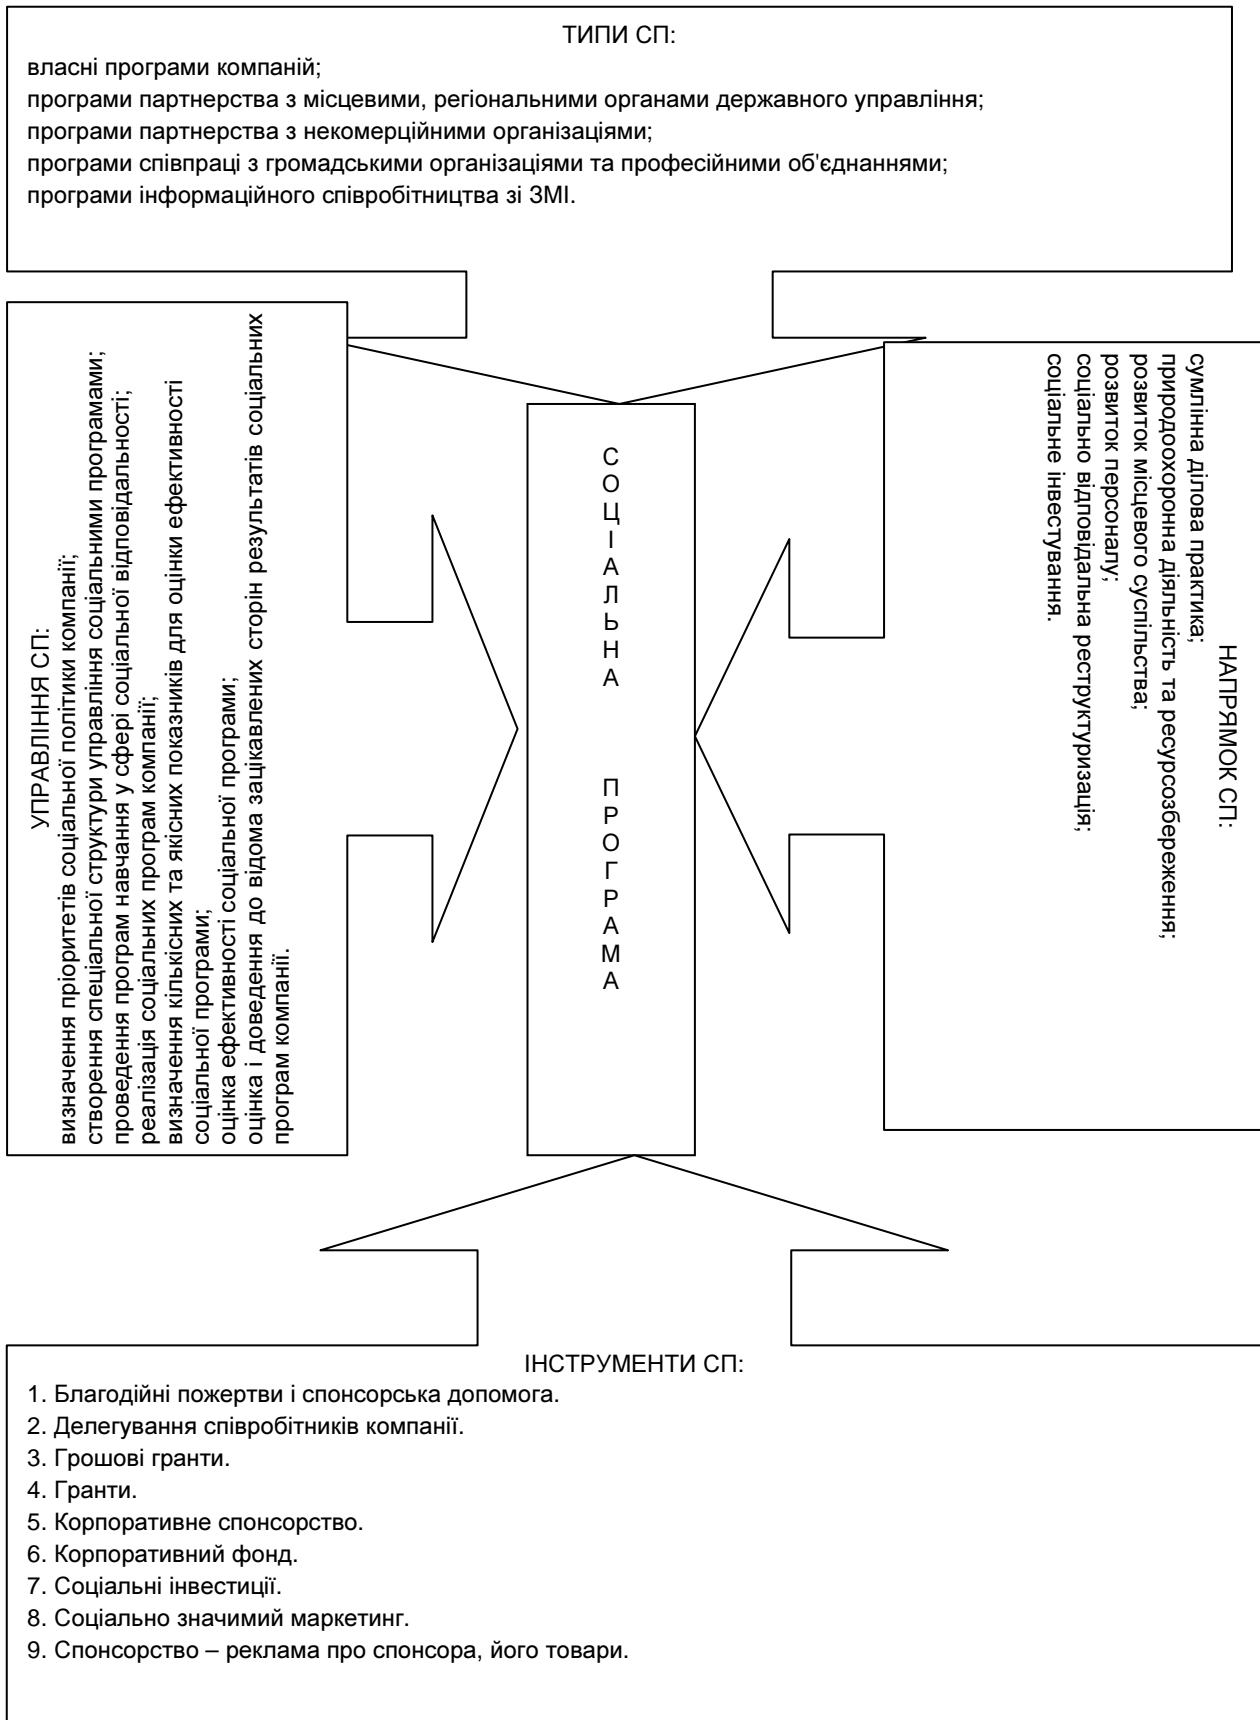 ТИПИ СП:
власні програми компаній;
програми партнерства з місцевими, регіональними органами державного управління;
програми партнерства з некомерційними організаціями;
програми співпраці з громадськими організаціями та професійними об'єднаннями;
програми інформаційного співробітництва зі ЗМІ.
УПРАВЛІННЯ СП:
визначення пріоритетів соціальної політики компанії;
створення спеціальної структури управління соціальними програмами;
проведення програм навчання у сфері соціальної відповідальності;
реалізація соціальних програм компанії;
визначення кількісних та якісних показників для оцінки ефективності
соціальної програми;
оцінка ефективності соціальної програми;
оцінка і доведення до відома зацікавлених сторін результатів соціальних
програм компанії.
СОЦІАЛЬНА
ПРОГРАМА
НАПРЯМОК СП:
сумлінна ділова практика;
природоохоронна діяльність та ресурсозбереження;
розвиток місцевого суспільства;
розвиток персоналу;
соціально відповідальна реструктуризація;
соціальне інвестування.
ІНСТРУМЕНТИ СП:
1. Благодійні пожертви і спонсорська допомога.
2. Делегування співробітників компанії.
3. Грошові гранти.
4. Гранти.
5. Корпоративне спонсорство.
6. Корпоративний фонд.
7. Соціальні інвестиції.
8. Соціально значимий маркетинг.
9. Спонсорство – реклама про спонсора, його товари.